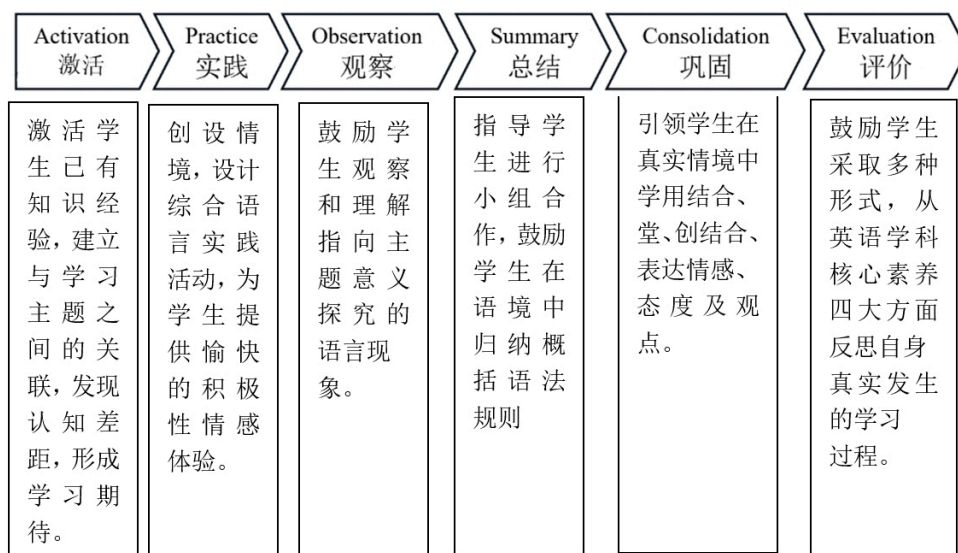 Activation
激活
Practice
实践
Observation
观察
Summary
总结
Consolidation
巩固
Evaluation
评价
激活学
生已有
知识经
验,建立
与学习
主题之
间的关
联,发现
认知差
距,形成
学习期
待。
创设情
境,设计
综合语
言实践
活动,为
学生提
供愉快
的积极
性情感
体验。
鼓励学
生观察
和理解
指向主
题意义
探究的
语言现
象。
指导学
生进行
小组合
作,鼓励
学生在
语境中
归纳概
括语法
规则
引领学生在
真实情境中
学用结合、
堂、创结合、
表达情感、
态度及观
点。
鼓励学生
采取多种
形式，从
英语学科
核心素养
四大方面
反思自身
真实发生
的学习
过程。